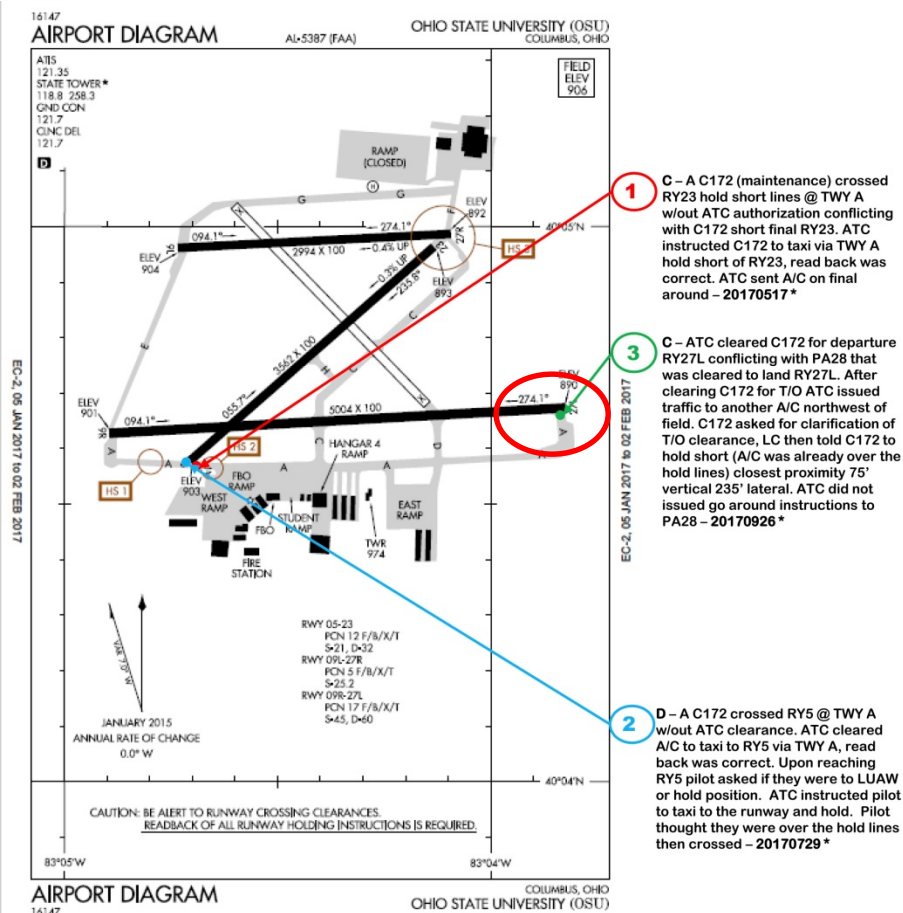 16147
AIRPORT DIAGRAM
AL-5387 (FAA)
OHIO STATE UNIVERSITY (OSU)
COLUMBUS, OHIO
ATIS
121.35
STATE TOWER★
118.8 258.3
GND CON
121.7
CLNC DEL
121.7
D
FIELD
ELEV
906
RAMP
(CLOSED)
H
G
G
F
X
ELEV
892
40°05'N
094.1°
274.1°
27R
9L
2994 X 100
0.4% UP
HS 3
ELEV
904
23
0.3% UP
235.8°
ELEV
893
C
E
3562 X 100
H
C
055.7°
X
ELEV
890
ELEV
901
094.1°
5004 X 100
274.1°
27L
9R
A
A
HS 2
HANGAR 4
RAMP
C
D
A
A
A
HS 1
ELEV
903
FBO
RAMP
WEST
RAMP
EAST
RAMP
FBO
STUDENT
RAMP
TWR
974
FIRE
STATION
RWY 05-23
PCN 12 F/B/X/T
S-21, D-32
RWY 09L-27R
PCN 5 F/B/X/T
S-25.2
RWY 09R-27L
PCN 17 F/B/X/T
S-45, D-60
VAR 7.0° W
JANUARY 2015
ANNUAL RATE OF CHANGE
0.0° W
40°04'N
CAUTION: BE ALERT TO RUNWAY CROSSING CLEARANCES.
READBACK OF ALL RUNWAY HOLDING INSTRUCTIONS IS REQUIRED.
83°05'W
83°04'W
EC-2, 05 JAN 2017 to 02 FEB 2017
EC-2, 05 JAN 2017 to 02 FEB 2017
AIRPORT DIAGRAM
16147
COLUMBUS, OHIO
OHIO STATE UNIVERSITY (OSU)
1
C – A C172 (maintenance) crossed
RY23 hold short lines @ TWY A
w/out ATC authorization conflicting
with C172 short final RY23. ATC
instructed C172 to taxi via TWY A
hold short of RY23, read back was
correct. ATC sent A/C on final
around – 20170517 *
3
C – ATC cleared C172 for departure
RY27L conflicting with PA28 that
was cleared to land RY27L. After
clearing C172 for T/O ATC issued
traffic to another A/C northwest of
field. C172 asked for clarification of
T/O clearance, LC then told C172 to
hold short (A/C was already over the
hold lines) closest proximity 75'
vertical 235' lateral. ATC did not
issued go around instructions to
PA28 – 20170926 *
2
D – A C172 crossed RY5 @ TWY A
w/out ATC clearance. ATC cleared
A/C to taxi to RY5 via TWY A, read
back was correct. Upon reaching
RY5 pilot asked if they were to LUAW
or hold position. ATC instructed pilot
to taxi to the runway and hold. Pilot
thought they were over the hold lines
then crossed – 20170729 *